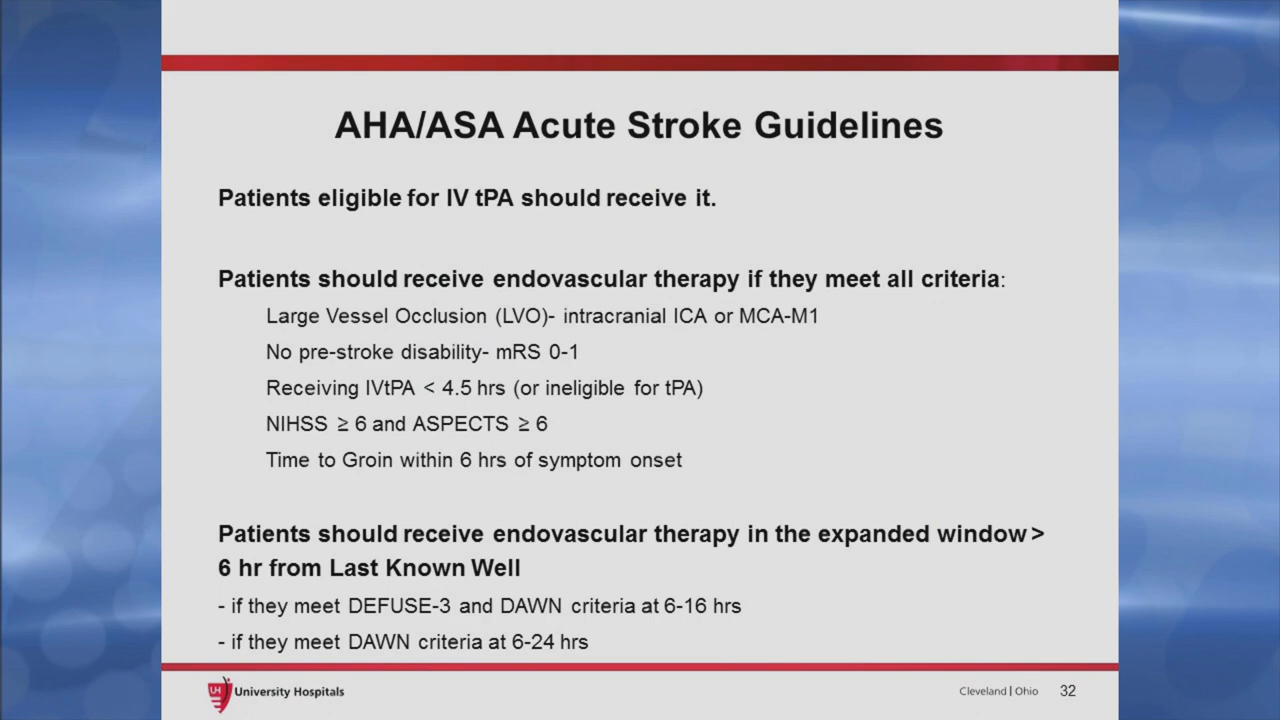 AHA/ASA Acute Stroke Guidelines
Patients eligible for IV tPA should receive it.
Patients should receive endovascular therapy if they meet all criteria:
Large Vessel Occlusion (LVO)- intracranial ICA or MCA-M1
No pre-stroke disability- mRS 0-1
Receiving IVtPA < 4.5 hrs (or ineligible for tPA)
NIHSS ≥ 6 and ASPECTS ≥ 6
Time to Groin within 6 hrs of symptom onset
Patients should receive endovascular therapy in the expanded window >
6 hr from Last Known Well
- if they meet DEFUSE-3 and DAWN criteria at 6-16 hrs
- if they meet DAWN criteria at 6-24 hrs
UH University Hospitals
Cleveland | Ohio 32